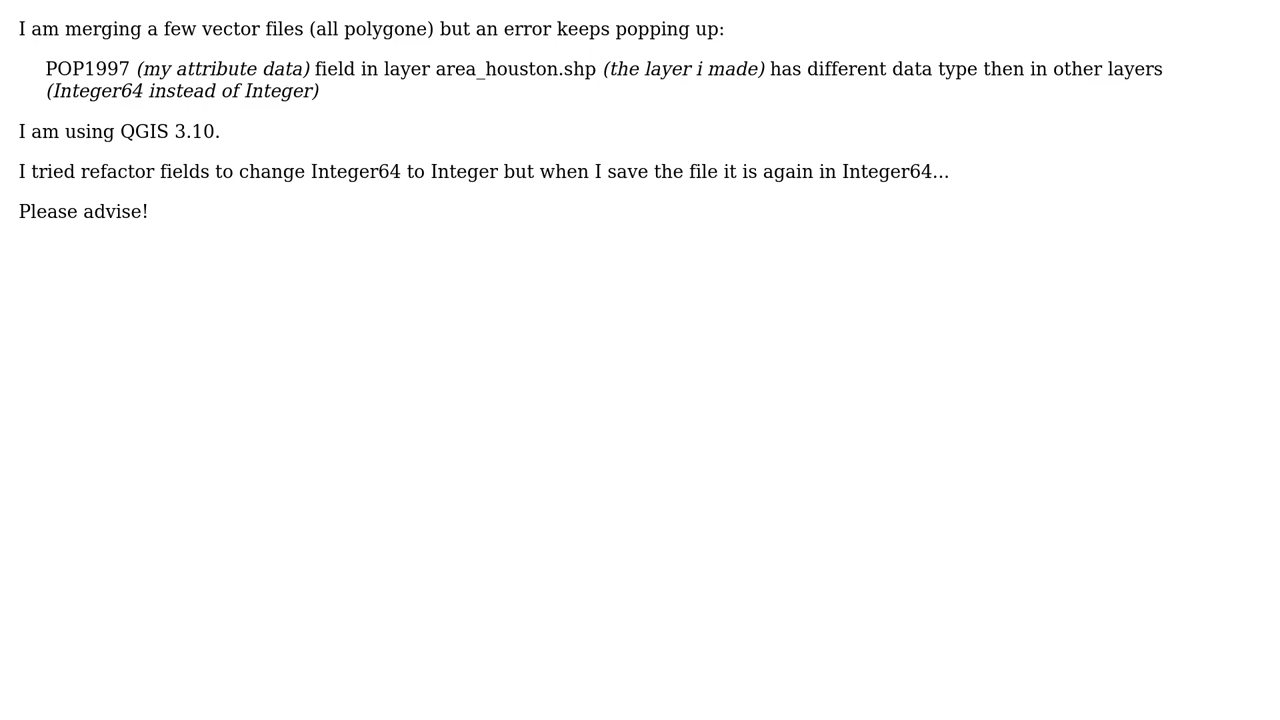 I am merging a few vector files (all polygone) but an error keeps popping up:
POP1997 (my attribute data) field in layer area_houston.shp (the layer i made) has different data type then in other layers
(Integer64 instead of Integer)
I am using QGIS 3.10.
I tried refactor fields to change Integer64 to Integer but when I save the file it is again in Integer64...
Please advise!